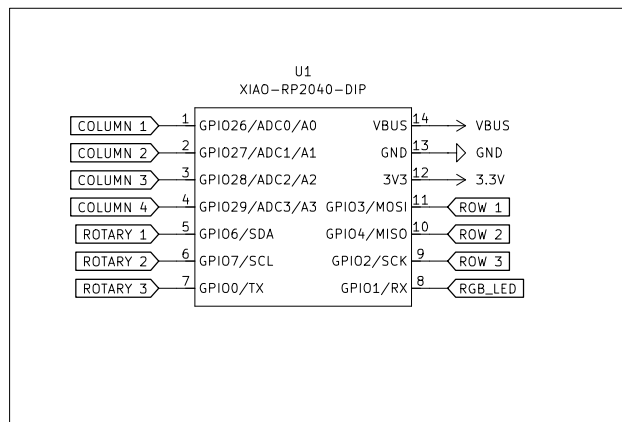 U1
XIAO-RP2040-DIP
COLUMN 1 1 GPIO26/ADC0/A0 VBUS 14 VBUS
COLUMN 2 2 GPIO27/ADC1/A1 GND 13 GND
COLUMN 3 3 GPIO28/ADC2/A2 3V3 12 3.3V
COLUMN 4 4 GPIO29/ADC3/A3 GPIO3/MOSI 11 ROW 1
ROTARY 1 5 GPIO6/SDA GPIO4/MISO 10 ROW 2
ROTARY 2 6 GPIO7/SCL GPIO2/SCK 9 ROW 3
ROTARY 3 7 GPIO0/TX GPIO1/RX 8 RGB_LED